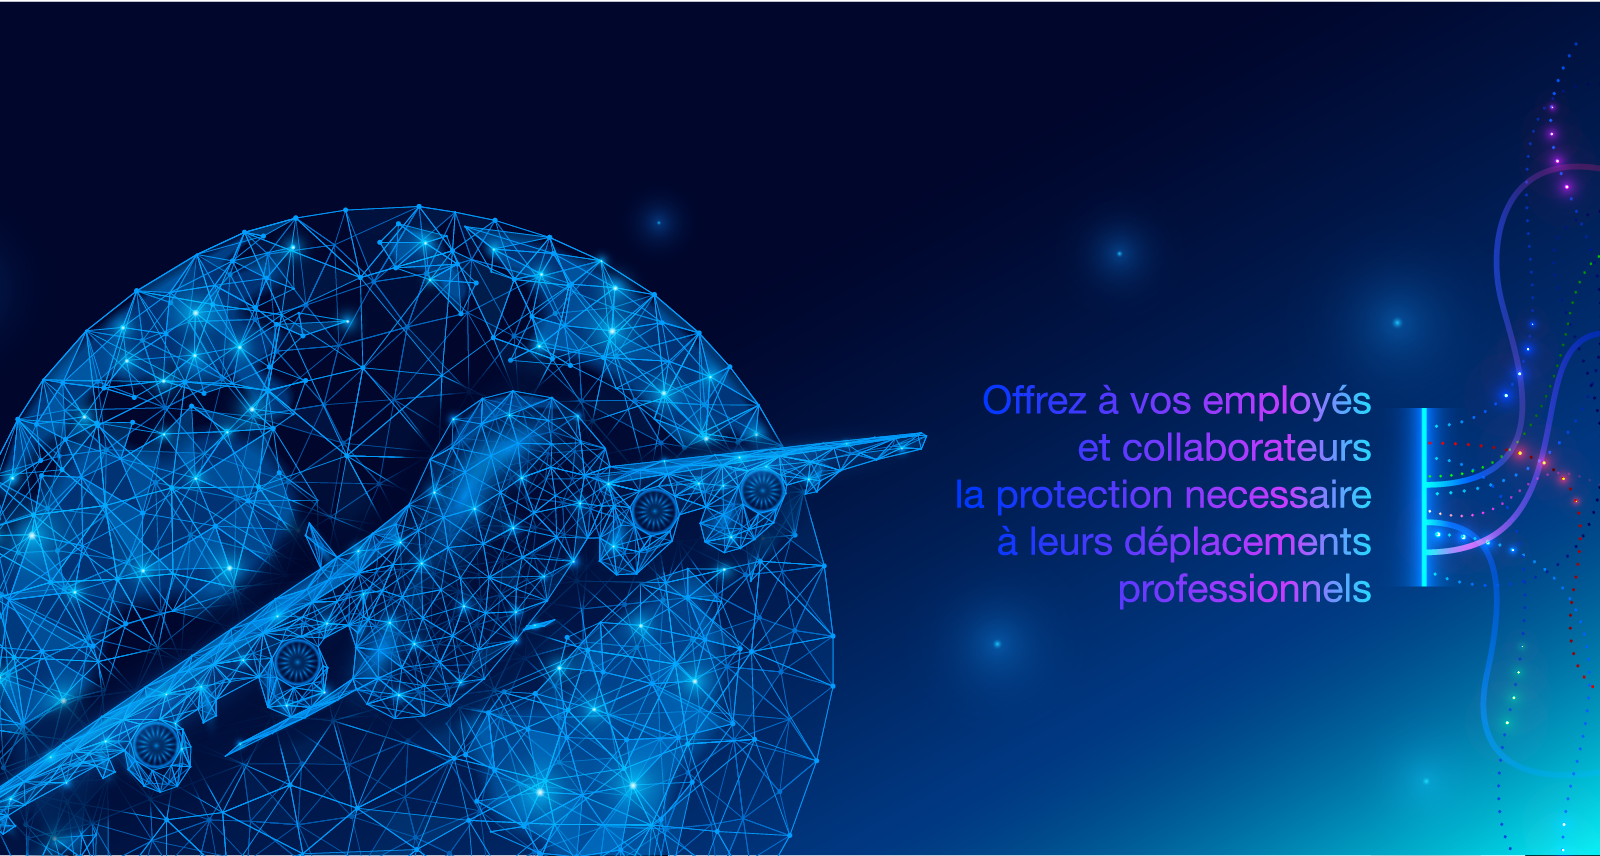 Offrez à vos employés
et collaborateurs
la protection necessaire
à leurs déplacements
professionnels